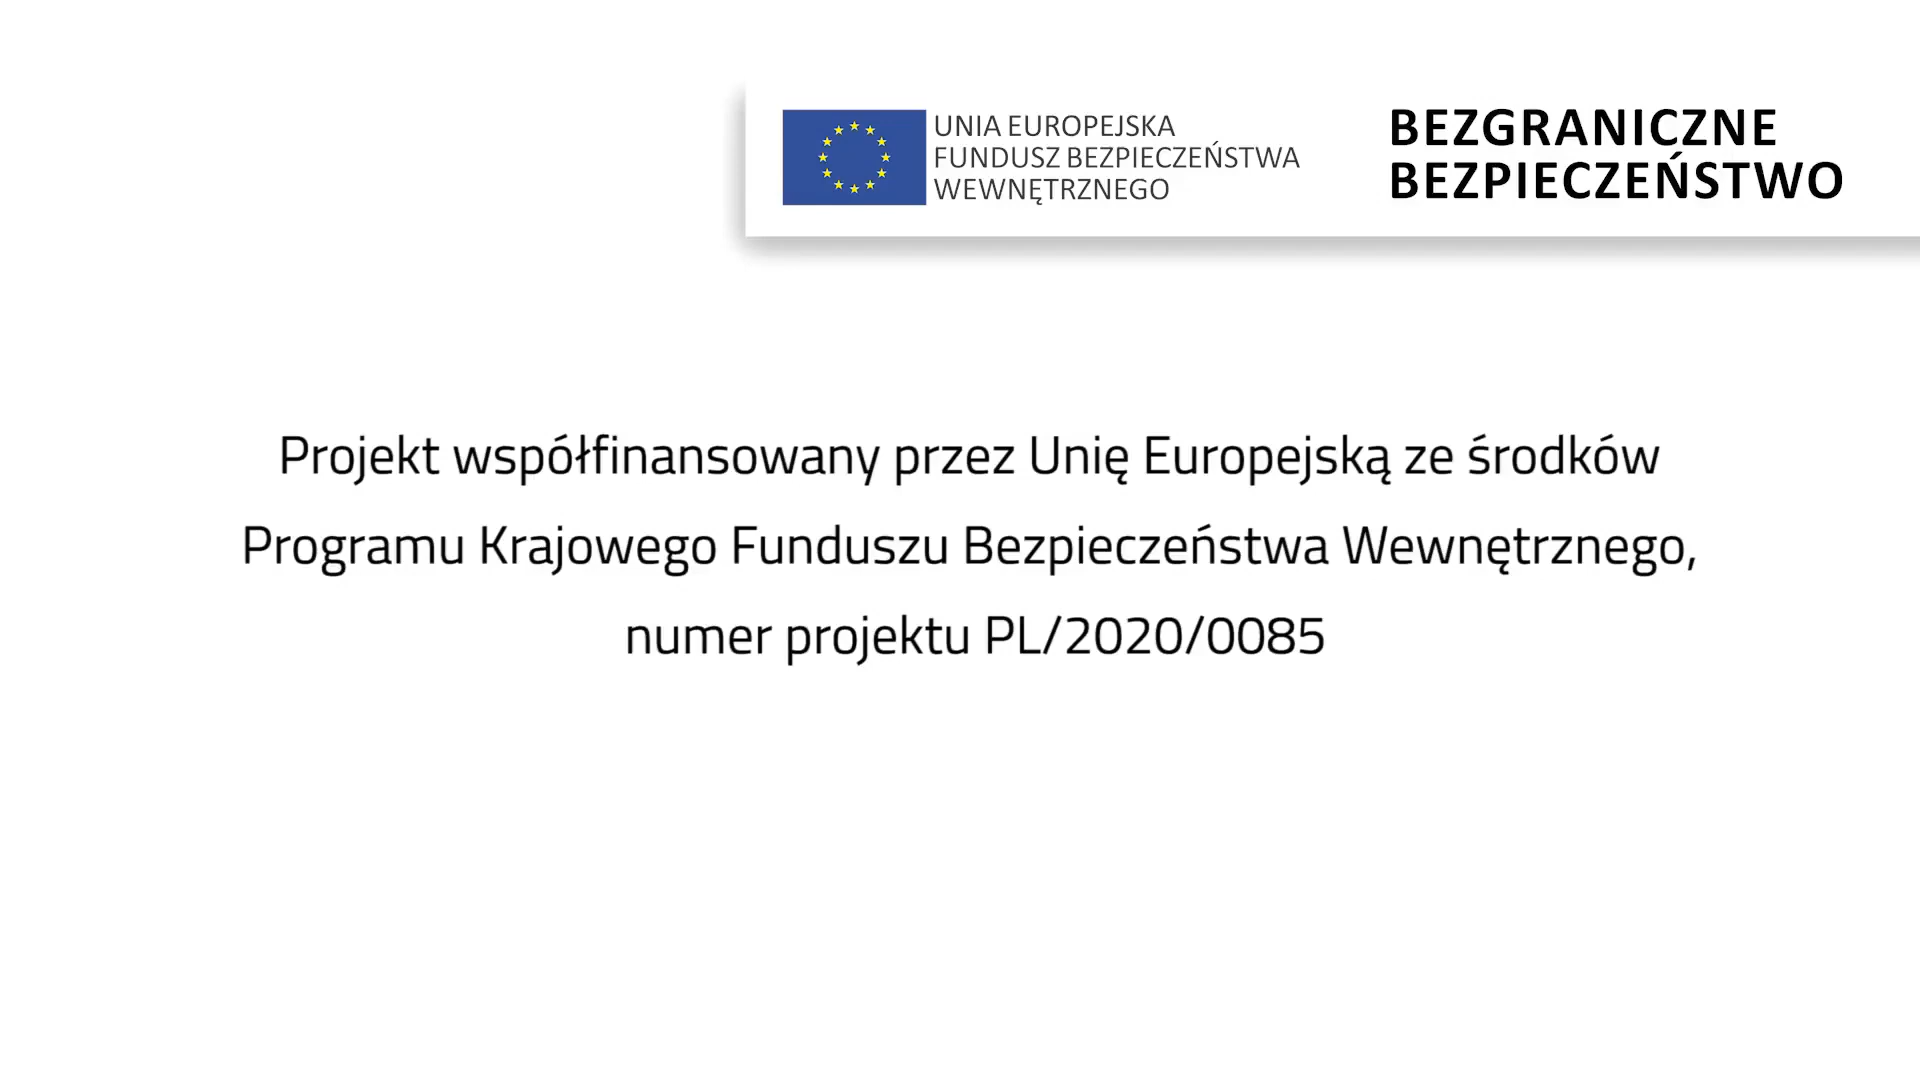 UNIA EUROPEJSKA
FUNDUSZ BEZPIECZEŃSTWA
WEWNĘTRZNEGO
BEZGRANICZNE
BEZPIECZEŃSTWO
Projekt współfinansowany przez Unię Europejską ze środków
Programu Krajowego Funduszu Bezpieczeństwa Wewnętrznego,
numer projektu PL/2020/0085